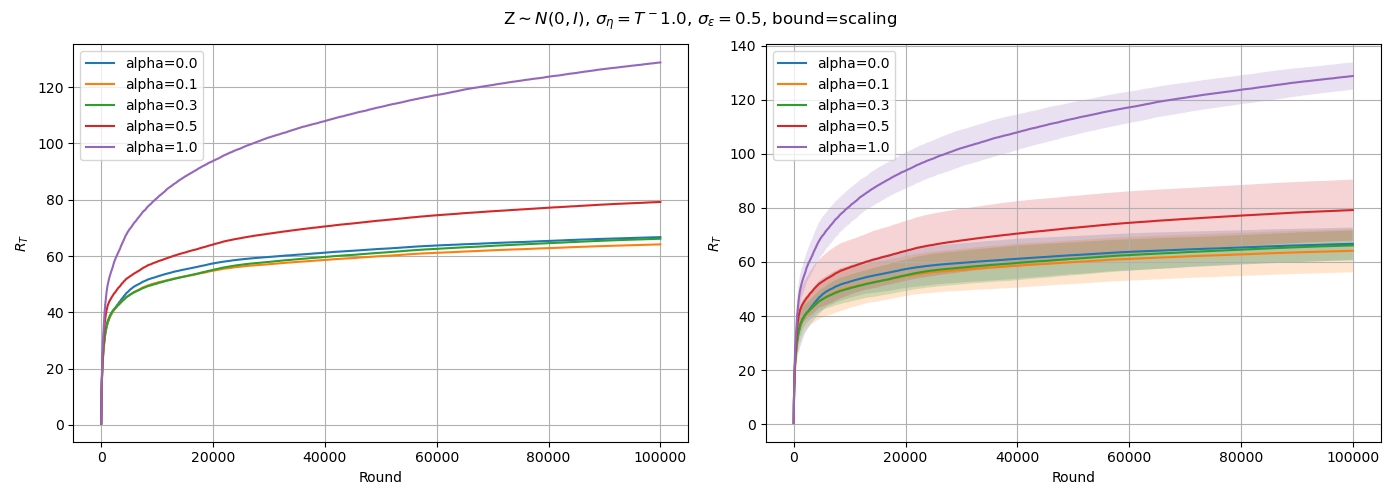 Z ∼ N(0, I), σ_η = T⁻1.0, σ_ε = 0.5, bound=scaling
alpha=0.0
alpha=0.1
alpha=0.3
alpha=0.5
alpha=1.0
120
100
80
60
40
20
0
R_T
0
20000
40000
60000
80000
100000
Round
alpha=0.0
alpha=0.1
alpha=0.3
alpha=0.5
alpha=1.0
140
120
100
80
60
40
20
0
R_T
0
20000
40000
60000
80000
100000
Round